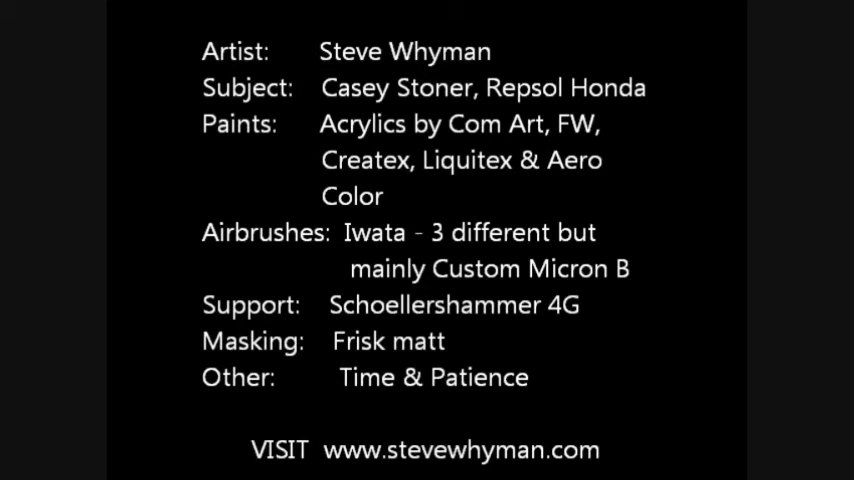 Artist: Steve Whyman
Subject: Casey Stoner, Repsol Honda
Paints: Acrylics by Com Art, FW,
Createx, Liquitex & Aero
Color
Airbrushes: Iwata - 3 different but
mainly Custom Micron B
Support: Schoellershammer 4G
Masking: Frisk matt
Other: Time & Patience
VISIT www.stevewhyman.com